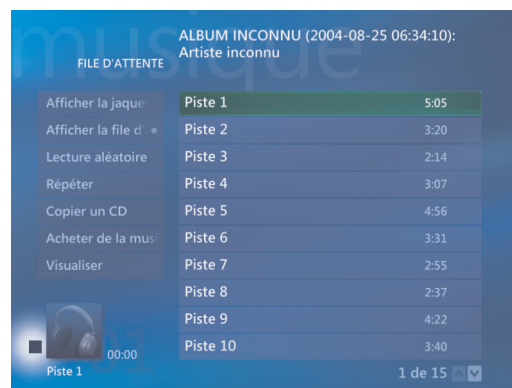 musique
ALBUM INCONNU (2004-08-25 06:34:10):
Artiste inconnu
FILE D'ATTENTE
Afficher la jaque
Afficher la file d'
Lecture aléatoire
Répéter
Copier un CD
Acheter de la musi
Visualiser
Piste 1 5:05
Piste 2 3:20
Piste 3 2:14
Piste 4 3:07
Piste 5 4:56
Piste 6 3:31
Piste 7 2:55
Piste 8 2:37
Piste 9 4:22
Piste 10 3:40
01
00:00
Piste 1
1 de 15